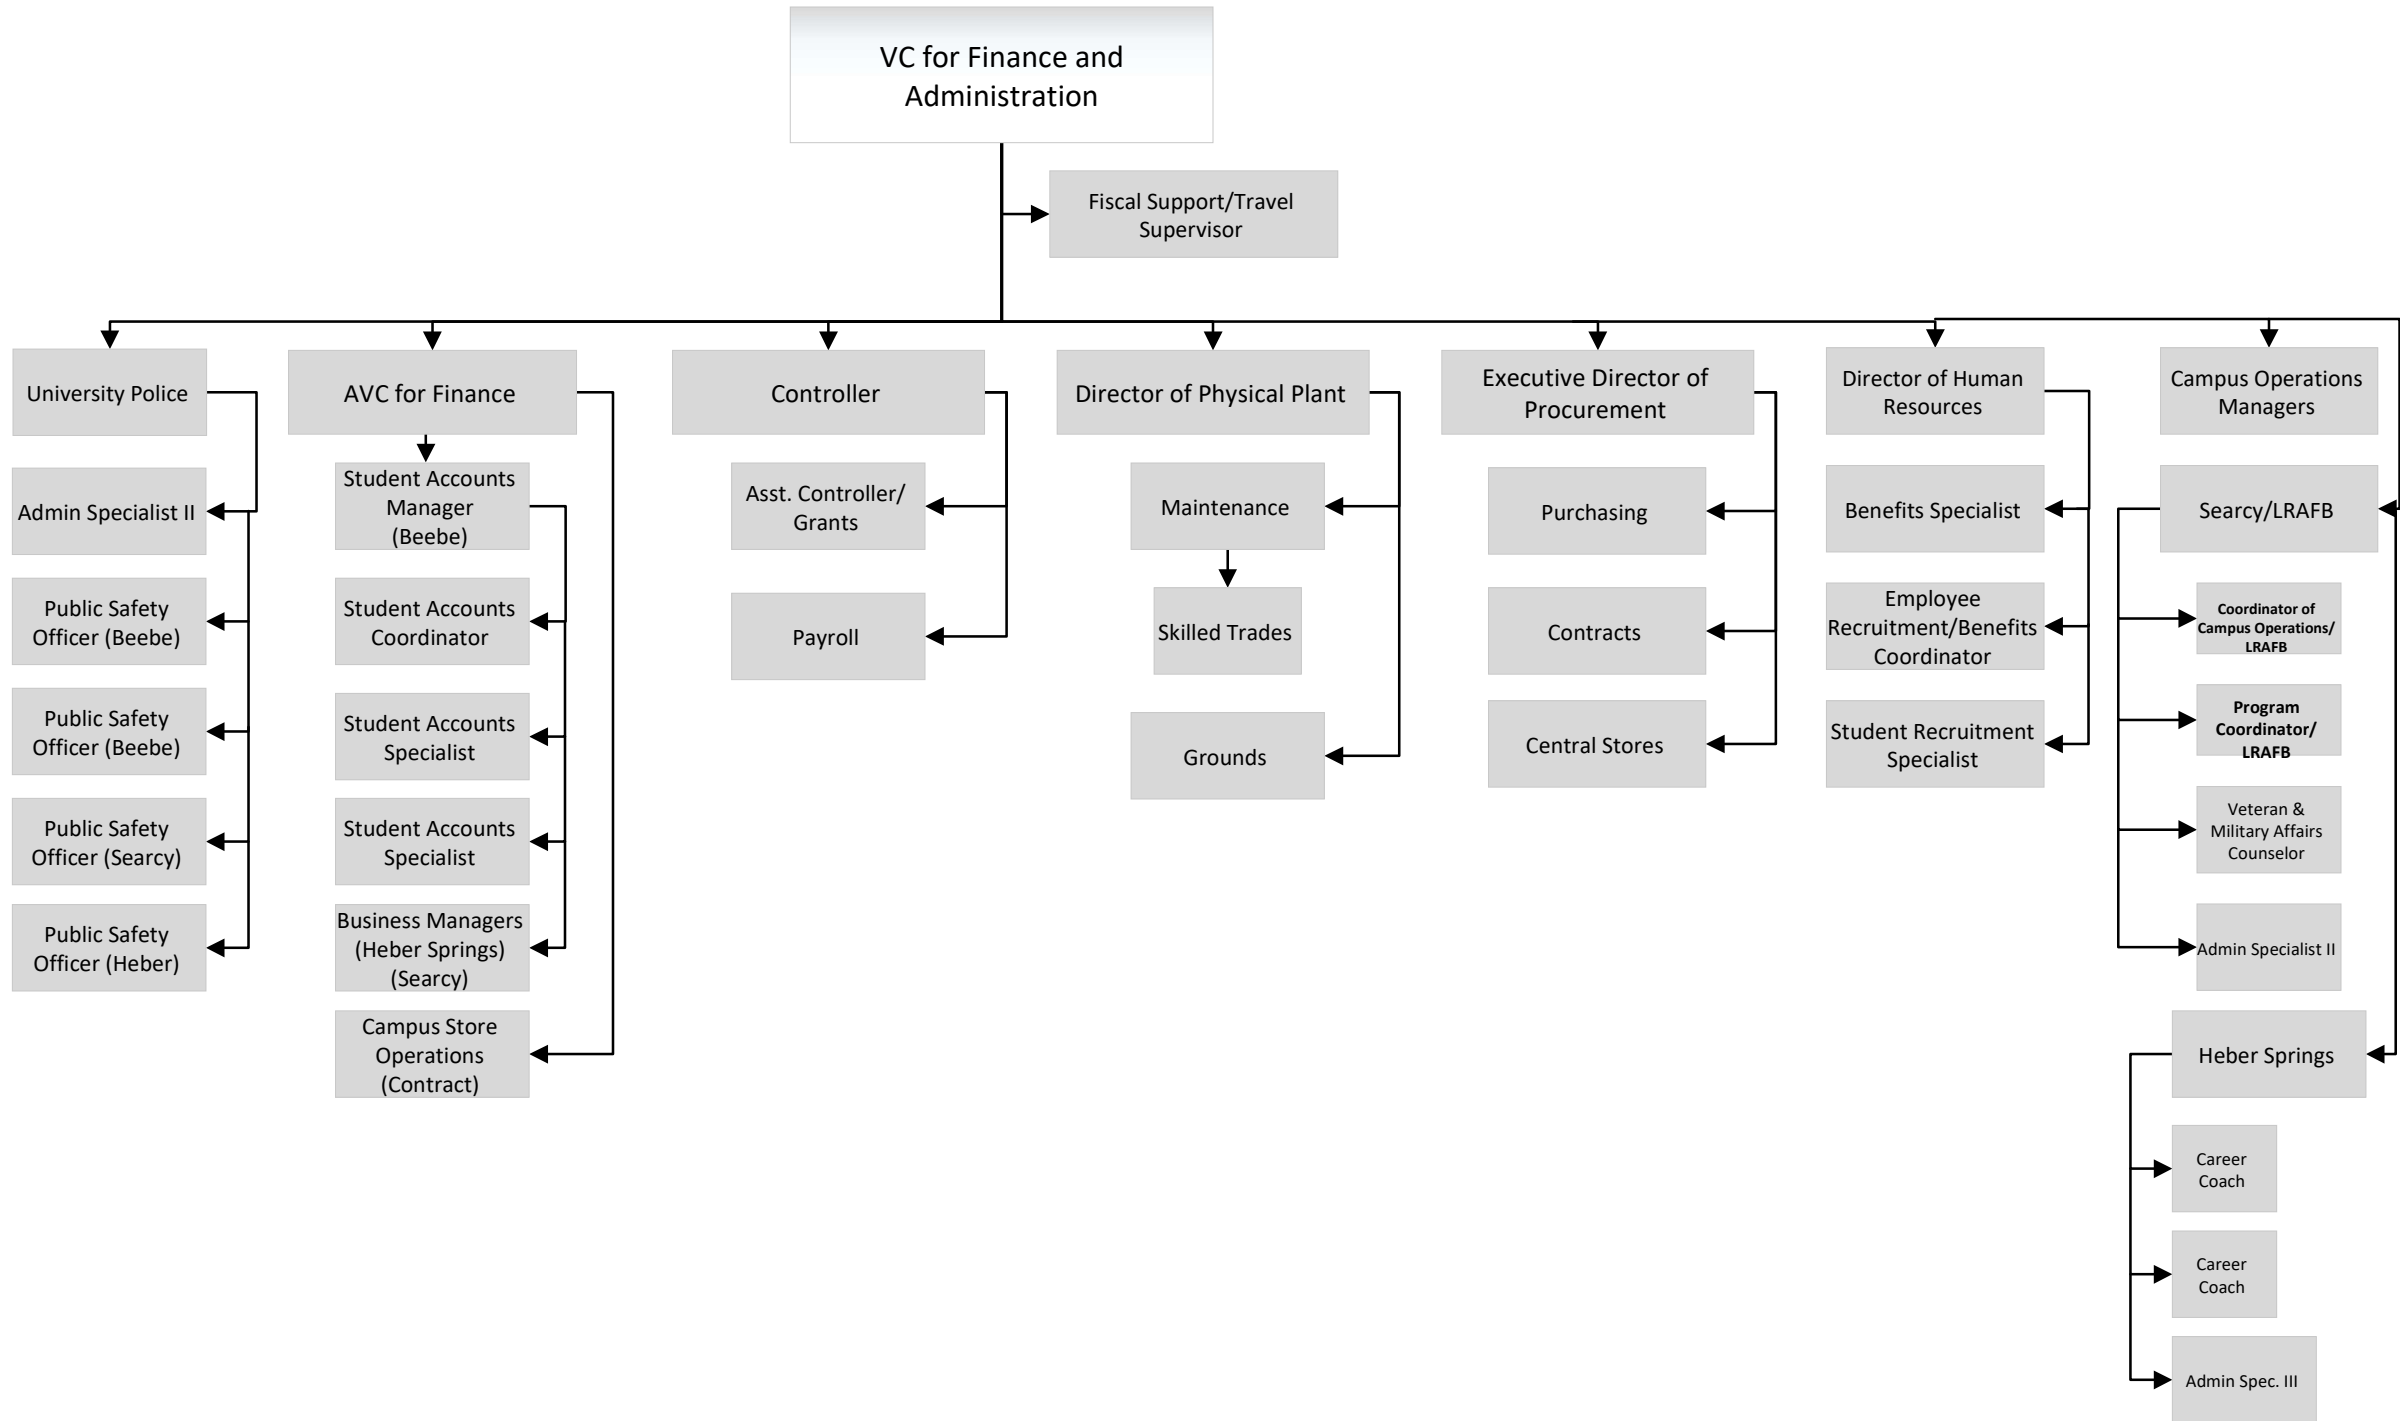 VC for Finance and
Administration
Fiscal Support/Travel
Supervisor
University Police
Admin Specialist II
Public Safety
Officer (Beebe)
Public Safety
Officer (Beebe)
Public Safety
Officer (Searcy)
Public Safety
Officer (Heber)
AVC for Finance
Student Accounts
Manager
(Beebe)
Student Accounts
Coordinator
Student Accounts
Specialist
Student Accounts
Specialist
Business Managers
(Heber Springs)
(Searcy)
Campus Store
Operations
(Contract)
Controller
Asst. Controller/
Grants
Payroll
Director of Physical Plant
Maintenance
Skilled Trades
Grounds
Executive Director of
Procurement
Purchasing
Contracts
Central Stores
Director of Human
Resources
Benefits Specialist
Employee
Recruitment/Benefits
Coordinator
Student Recruitment
Specialist
Campus Operations
Managers
Searcy/LRAFB
Coordinator of
Campus Operations/
LRAFB
Program
Coordinator/
LRAFB
Veteran &
Military Affairs
Counselor
Admin Specialist II
Heber Springs
Career
Coach
Career
Coach
Admin Spec. III